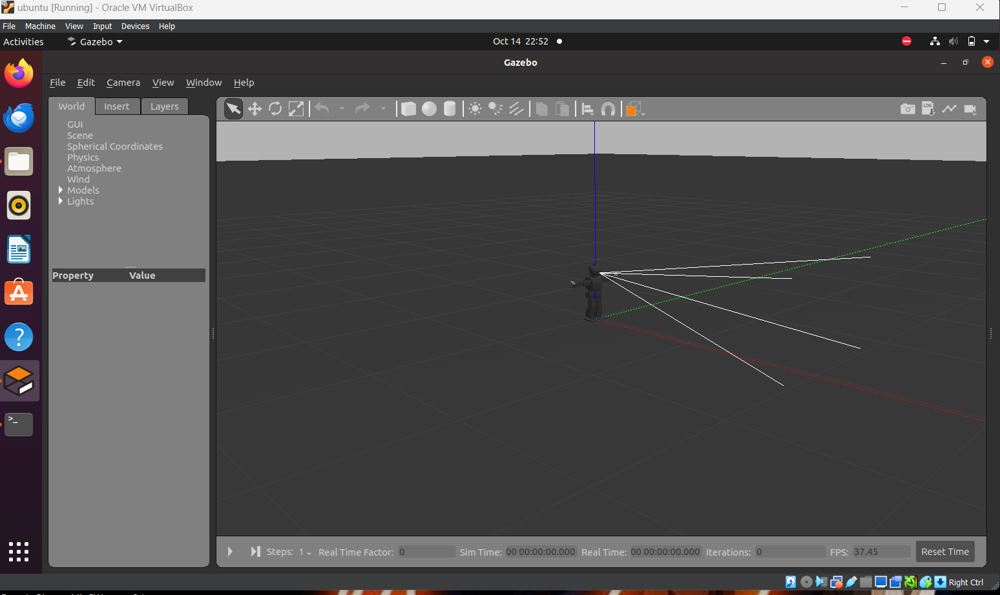 ubuntu [Running] - Oracle VM VirtualBox
File Machine View Input Devices Help
Activities Gazebo Oct 14 22:52
Gazebo
File Edit Camera View Window Help
World Insert Layers
LOG
GUI
Scene
Spherical Coordinates
Physics
Atmosphere
Wind
Models
Lights
Property Value
Steps: 1 Real Time Factor: 0 Sim Time: 00 00:00:00.000 Real Time: 00 00:00:00.000 Iterations: 0 FPS: 37.45 Reset Time
Right Ctrl